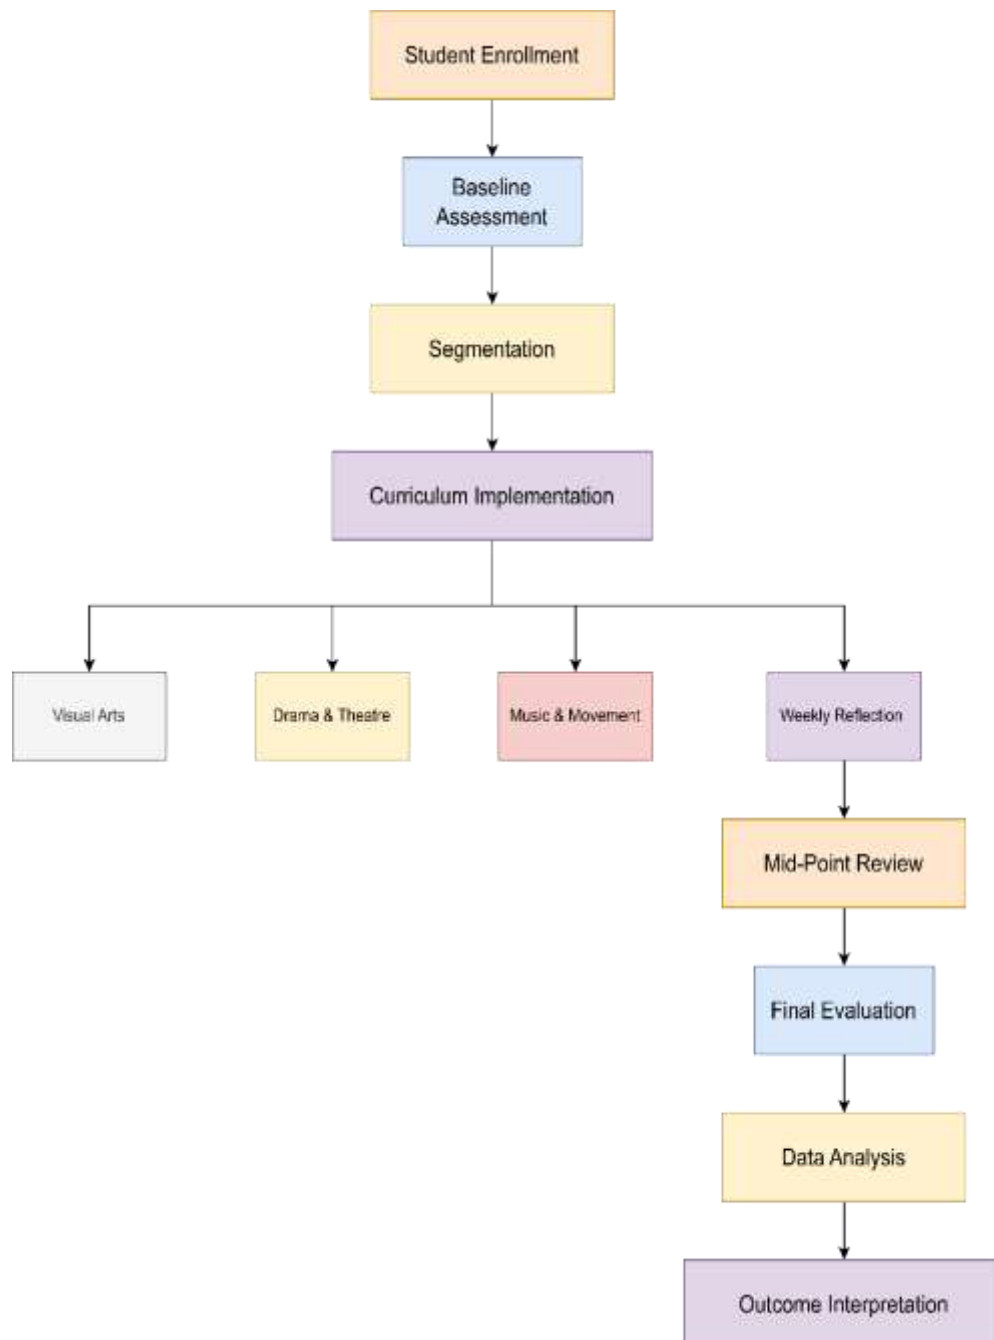 Student Enrollment
Baseline
Assessment
Segmentation
Curriculum Implementation
Visual Arts
Drama & Theatre
Music & Movement
Weekly Reflection
Mid-Point Review
Final Evaluation
Data Analysis
Outcome Interpretation